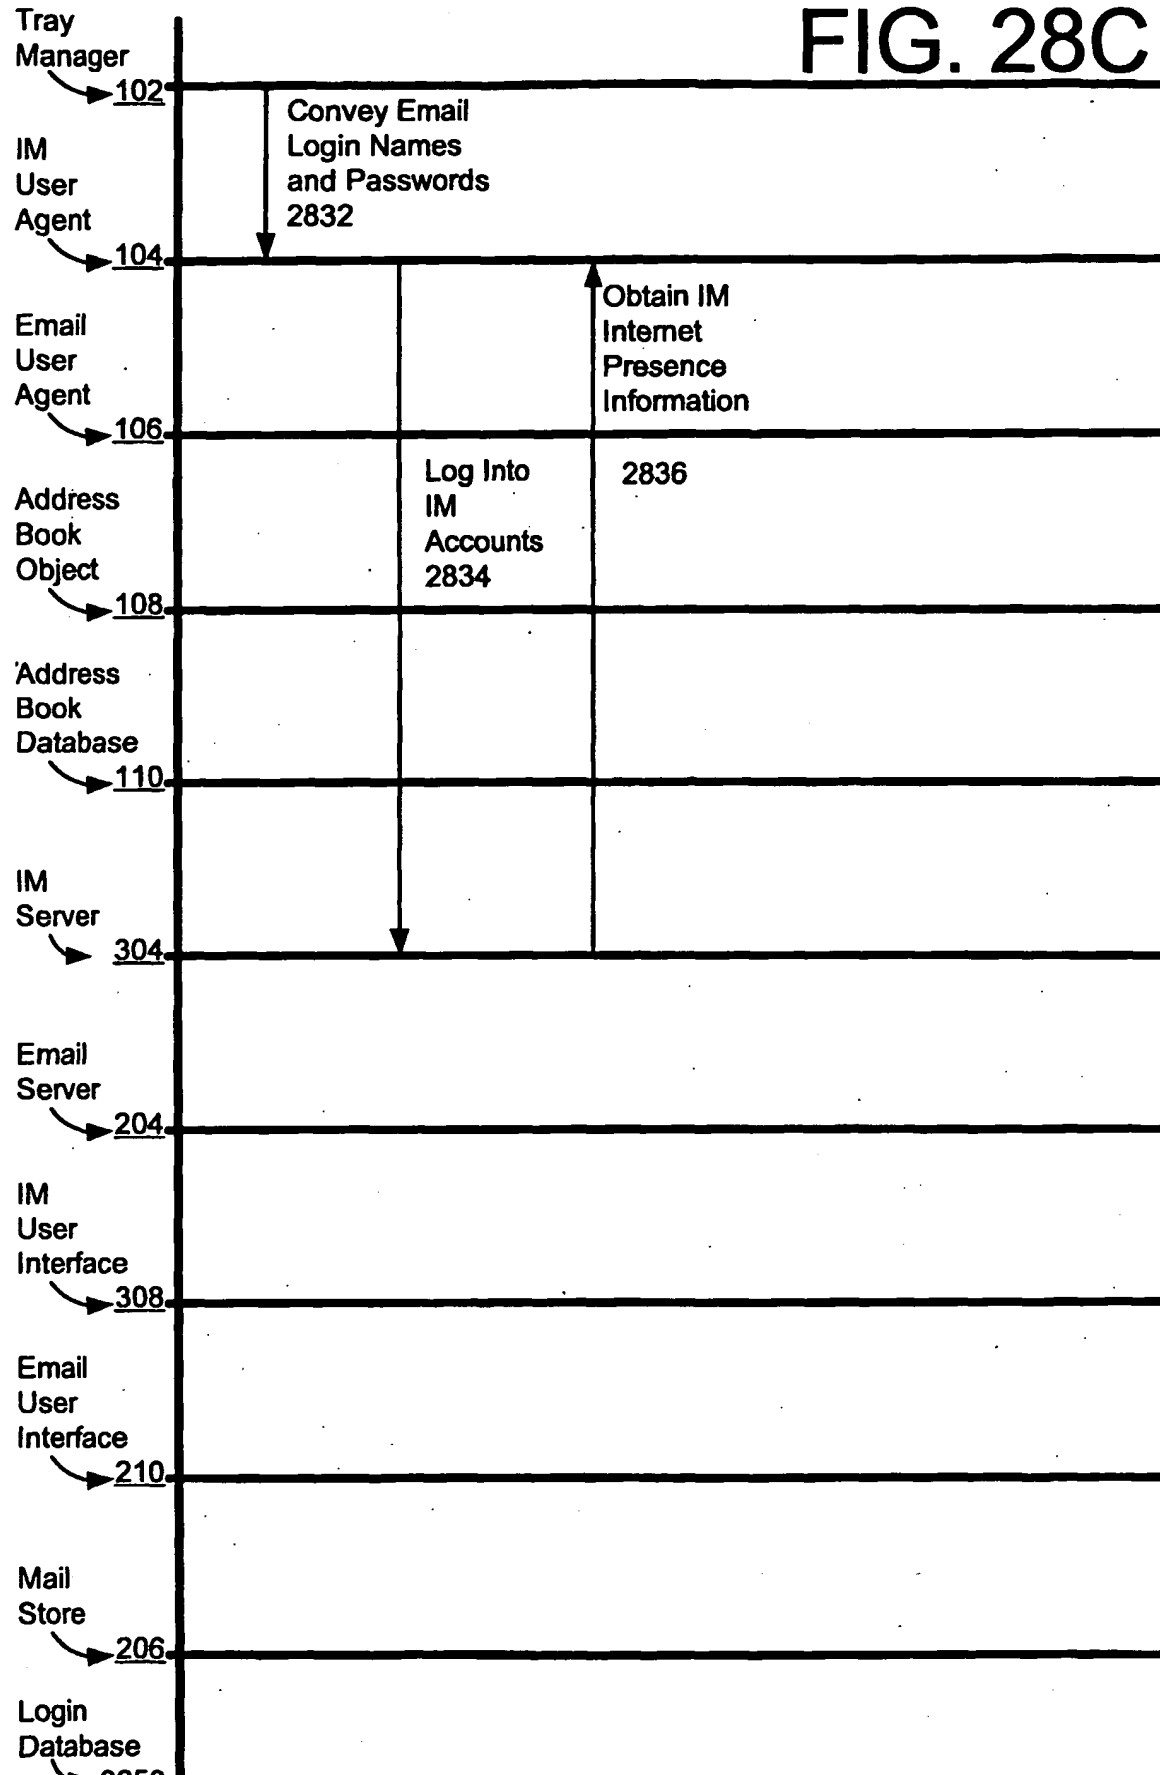 FIG. 28C
Tray
Manager
102
Convey Email
Login Names
and Passwords
2832
IM
User
Agent
104
Obtain IM
Internet
Presence
Information
2836
Email
User
Agent
106
Log Into
IM
Accounts
2834
Address
Book
Object
108
Address
Book
Database
110
IM
Server
304
Email
Server
204
IM
User
Interface
308
Email
User
Interface
210
Mail
Store
206
Login
Database